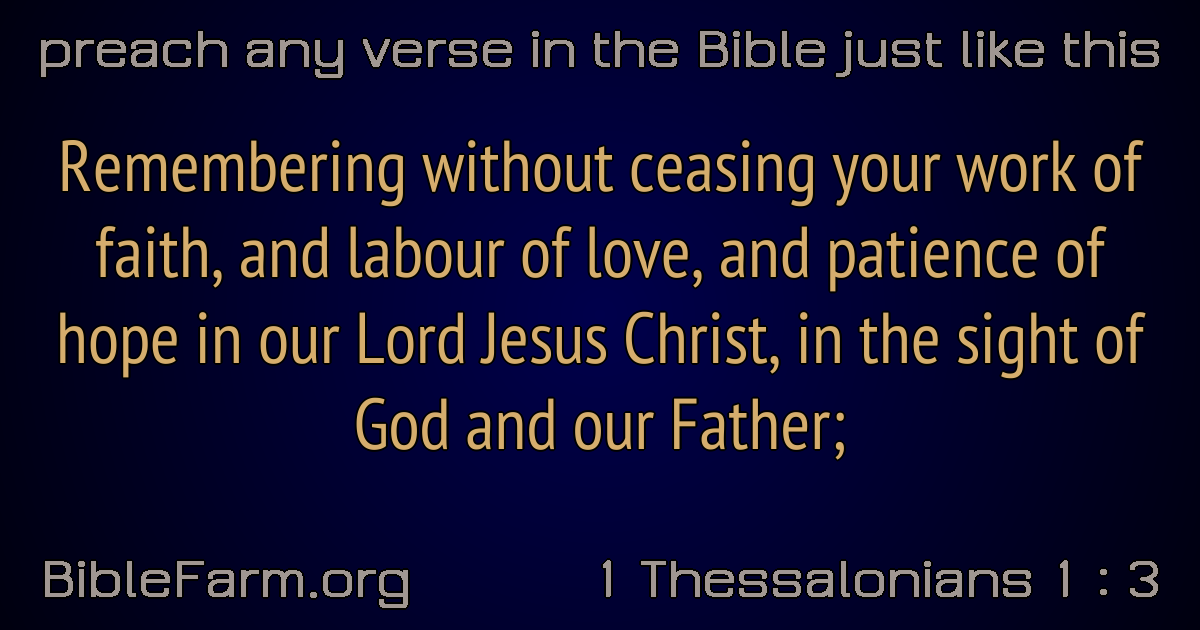 preach any verse in the Bible just like this
Remembering without ceasing your work of
faith, and labour of love, and patience of
hope in our Lord Jesus Christ, in the sight of
God and our Father;
BibleFarm.org
1 Thessalonians 1 : 3